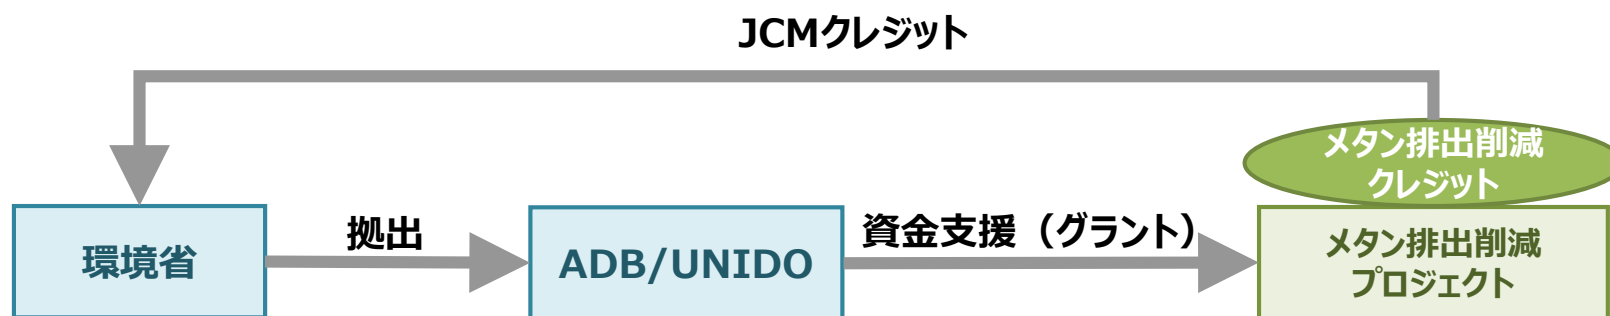 JCMクレジット
メタン排出削減
クレジット
環境省
拠出
ADB/UNIDO
資金支援（グラント）
メタン排出削減
プロジェクト